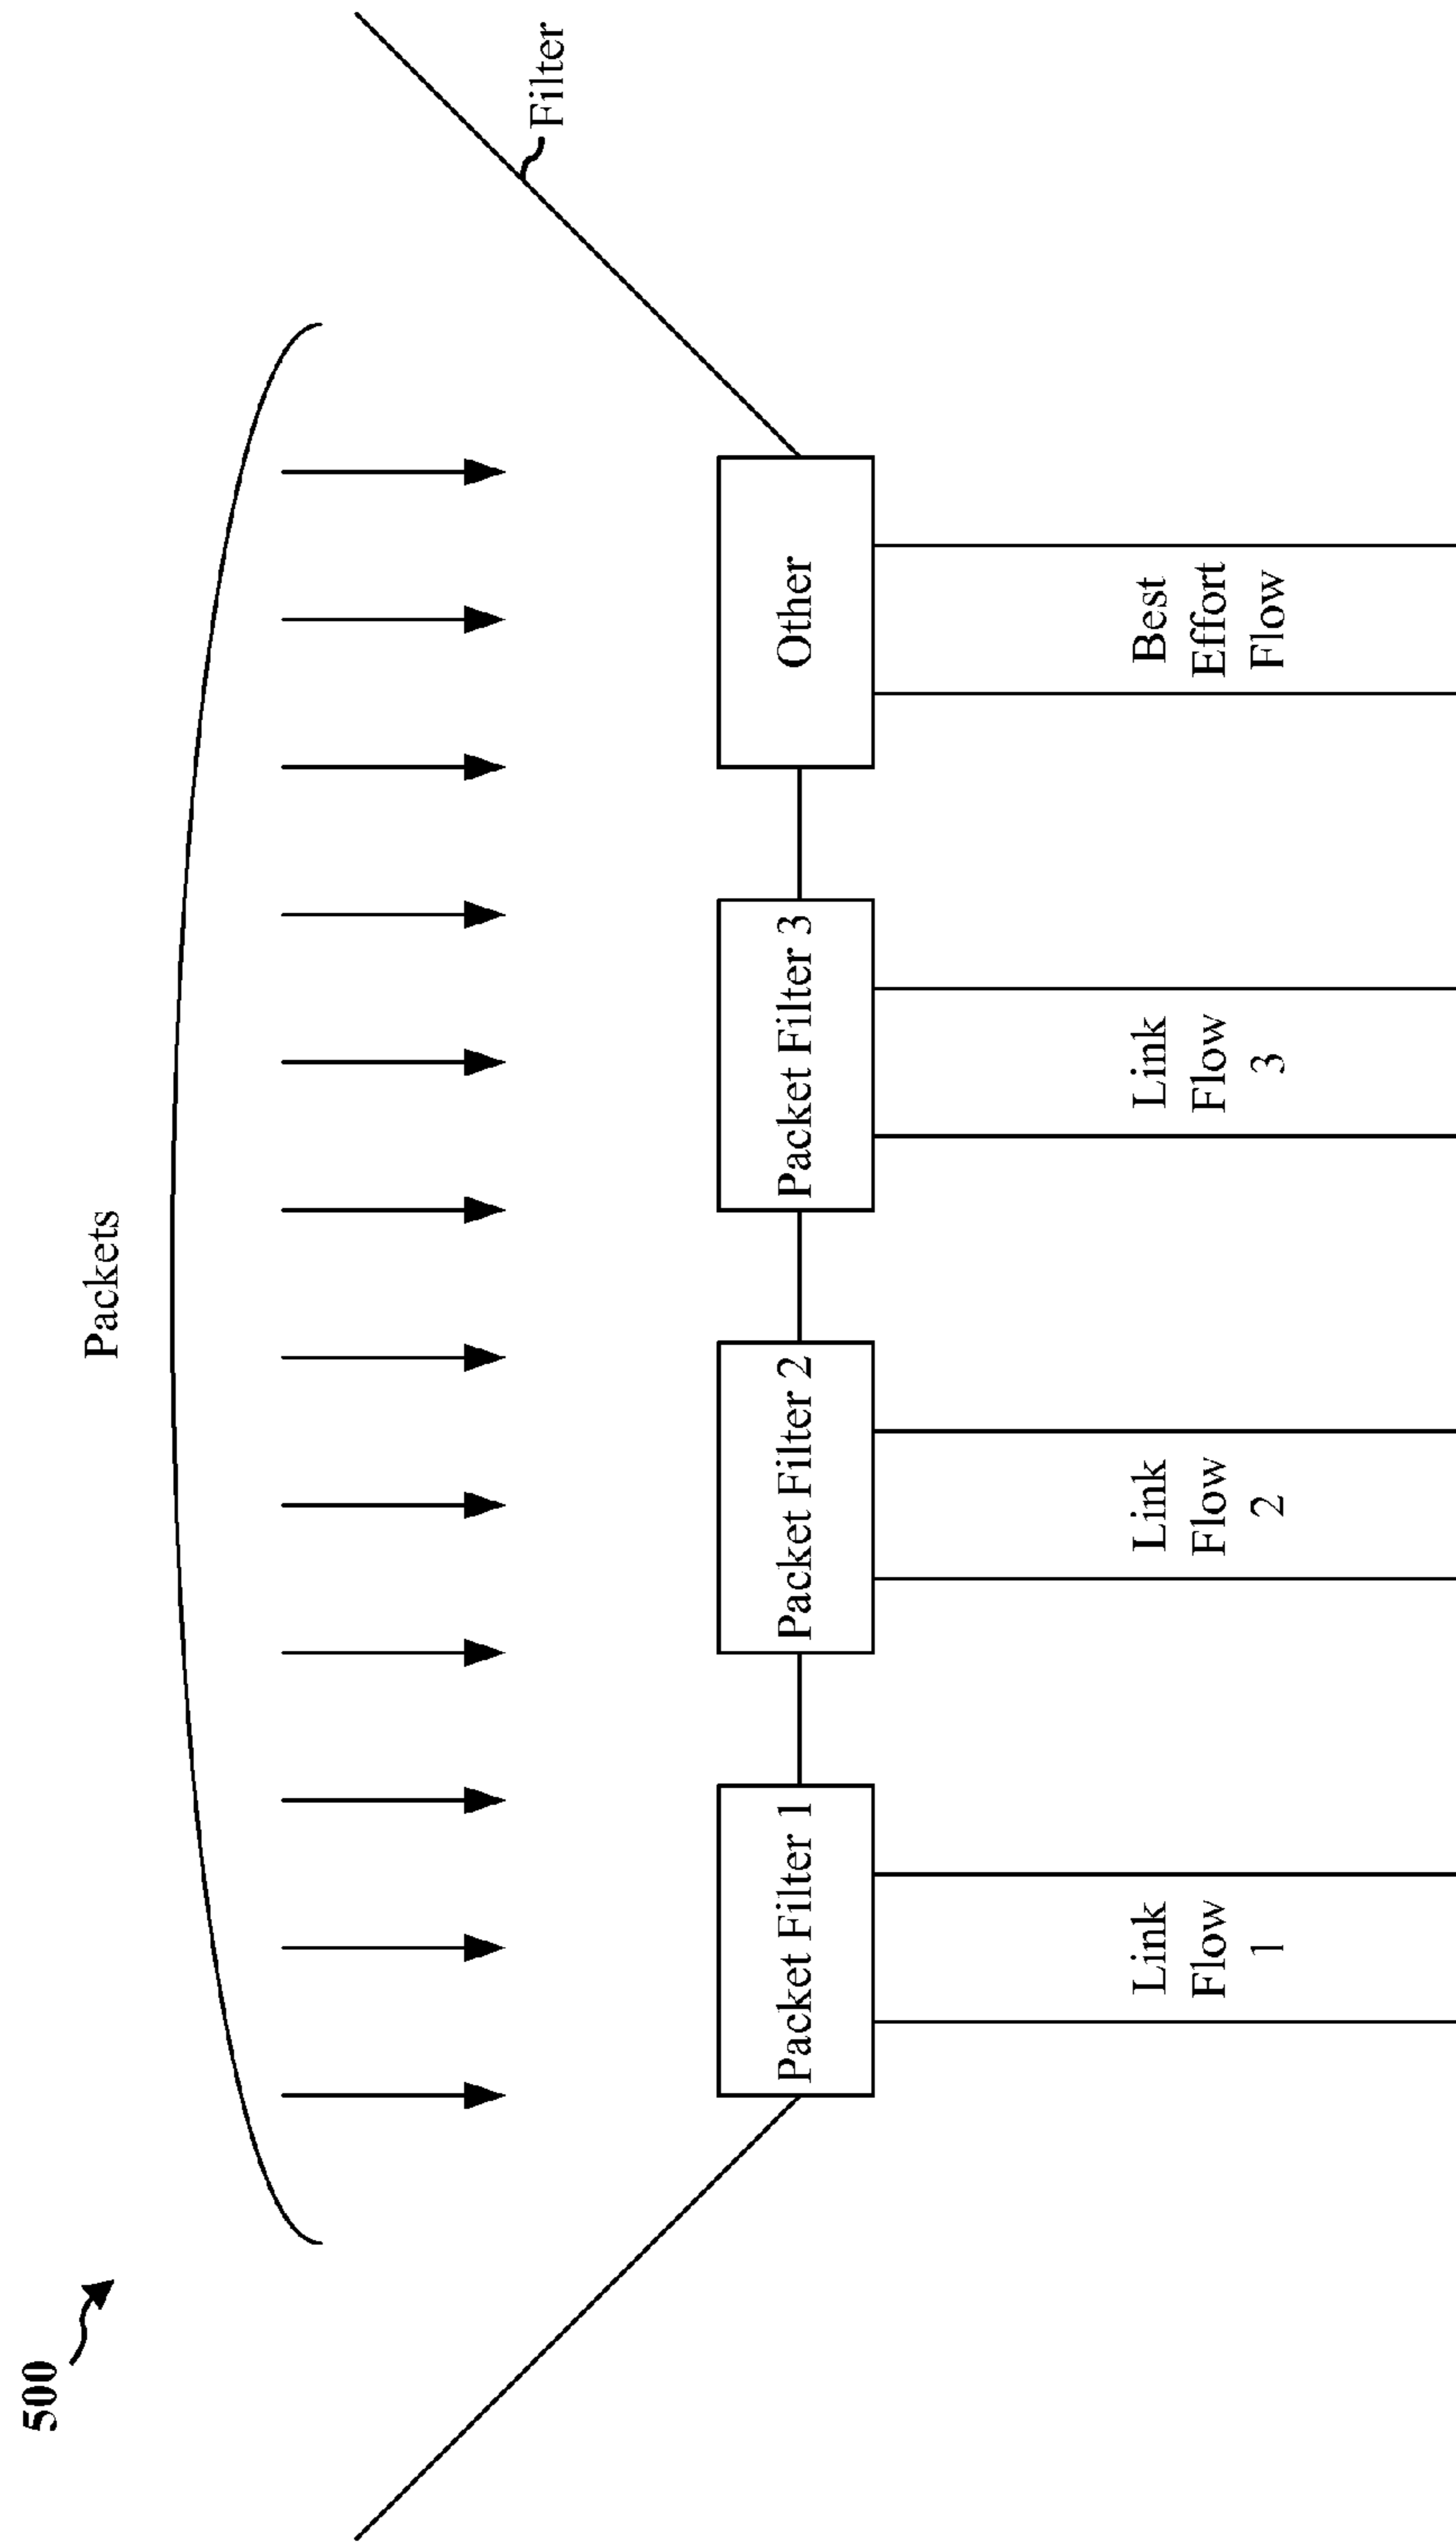 500
Packets
Filter
Packet Filter 1
Packet Filter 2
Packet Filter 3
Other
Link
Flow
1
Link
Flow
2
Link
Flow
3
Best
Effort
Flow